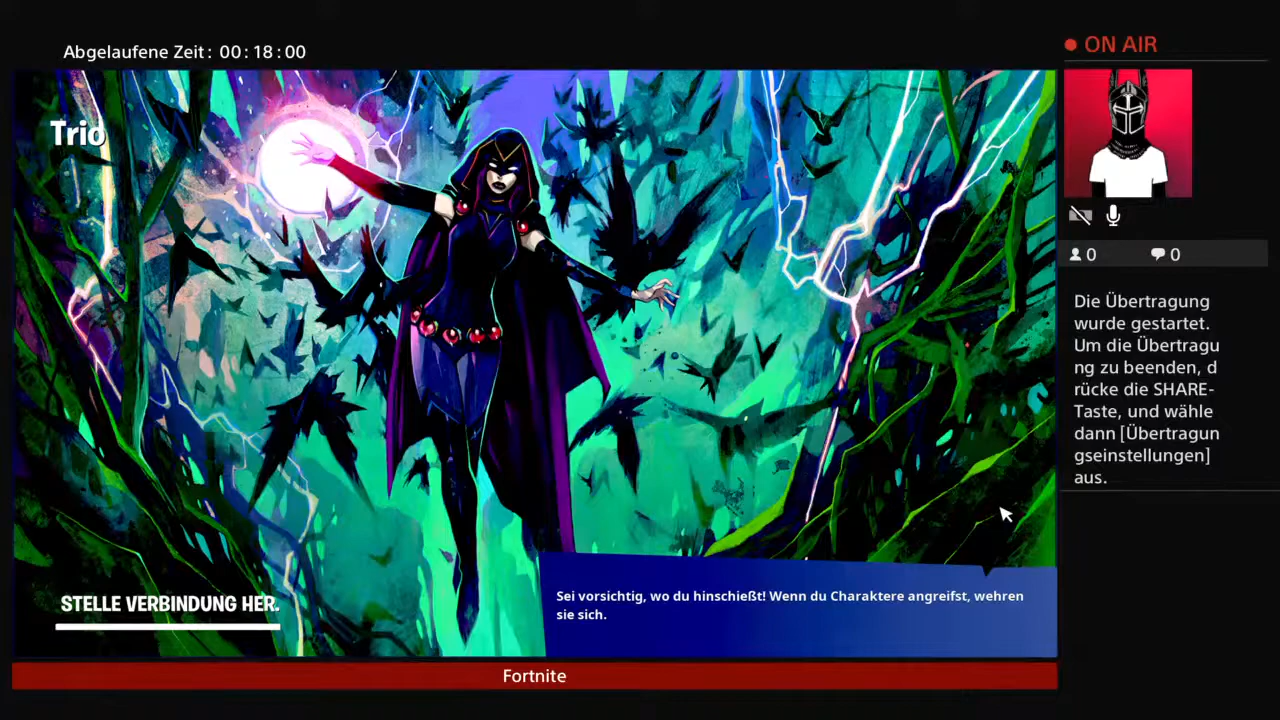 Abgelaufene Zeit: 00:18:00
ON AIR
Trio
0 0
Die Übertragung
wurde gestartet.
Um die Übertragu
ng zu beenden, d
rücke die SHARE-
Taste, und wähle
dann [Übertragun
gseinstellungen]
aus.
STELLE VERBINDUNG HER.
Sei vorsichtig, wo du hinschießt! Wenn du Charaktere angreifst, wehren
sie sich.
Fortnite